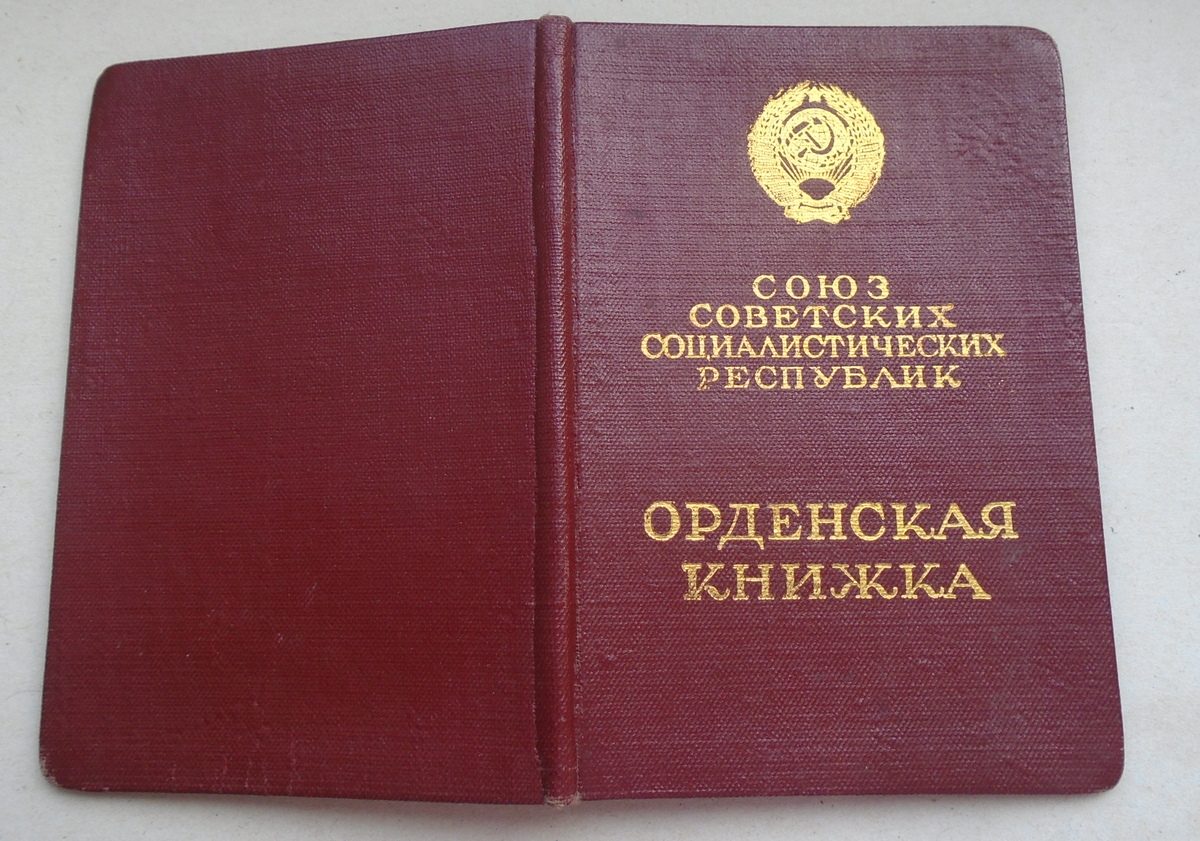 СОЮЗ
СОВЕТСКИХ
СОЦИАЛИСТИЧЕСКИХ
РЕСПУБЛИК
ОРДЕНСКАЯ
КНИЖКА